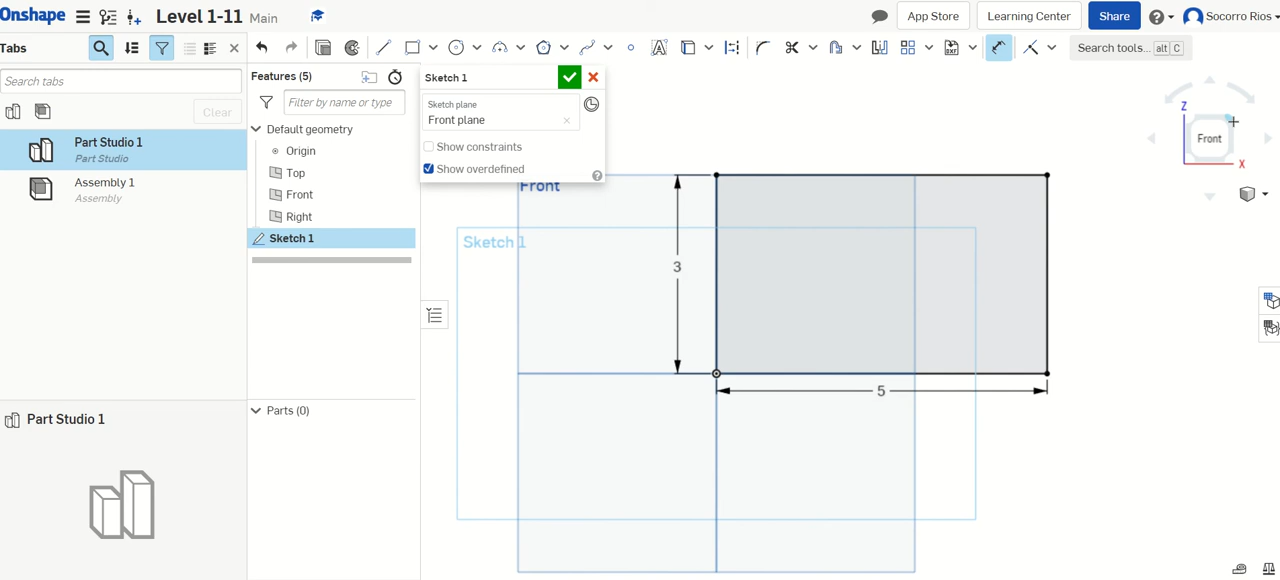 Onshape Level 1-11 Main App Store Learning Center Share Socorro Rios
Tabs
Search tools... alt C
Search tabs
Clear
Part Studio 1
Part Studio
Assembly 1
Assembly
Part Studio 1
Features (5)
Filter by name or type
Default geometry
Origin
Top
Front
Right
Sketch 1
Parts (0)
Sketch 1
Sketch plane
Front plane
Show constraints
Show overdefined
Front
Sketch 1
3
5
Z
Front
X